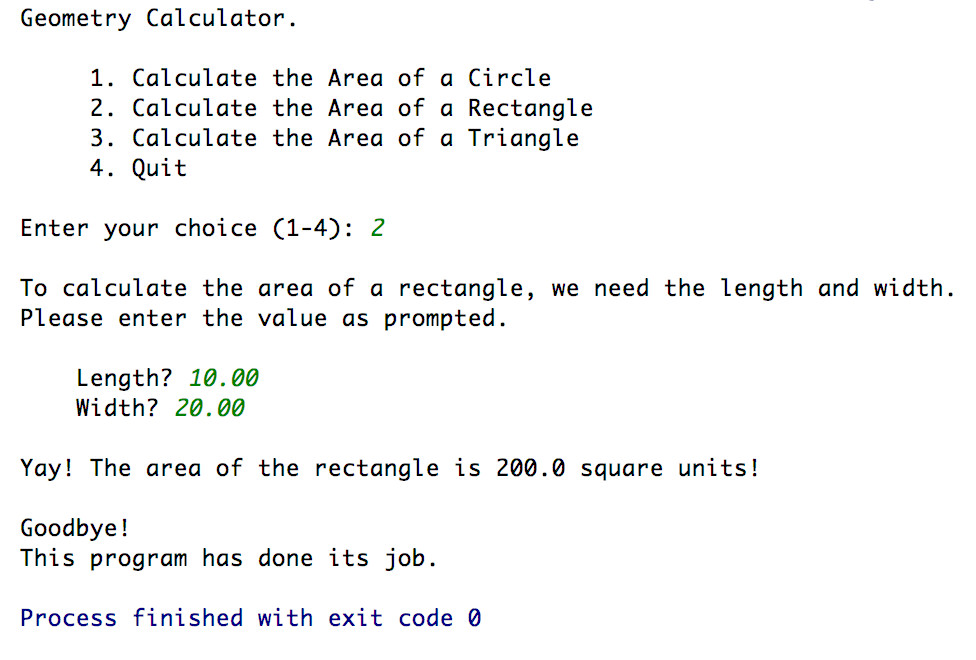 Geometry Calculator.
1. Calculate the Area of a Circle
2. Calculate the Area of a Rectangle
3. Calculate the Area of a Triangle
4. Quit
Enter your choice (1-4): 2
To calculate the area of a rectangle, we need the length and width.
Please enter the value as prompted.
Length? 10.00
Width? 20.00
Yay! The area of the rectangle is 200.0 square units!
Goodbye!
This program has done its job.
Process finished with exit code 0